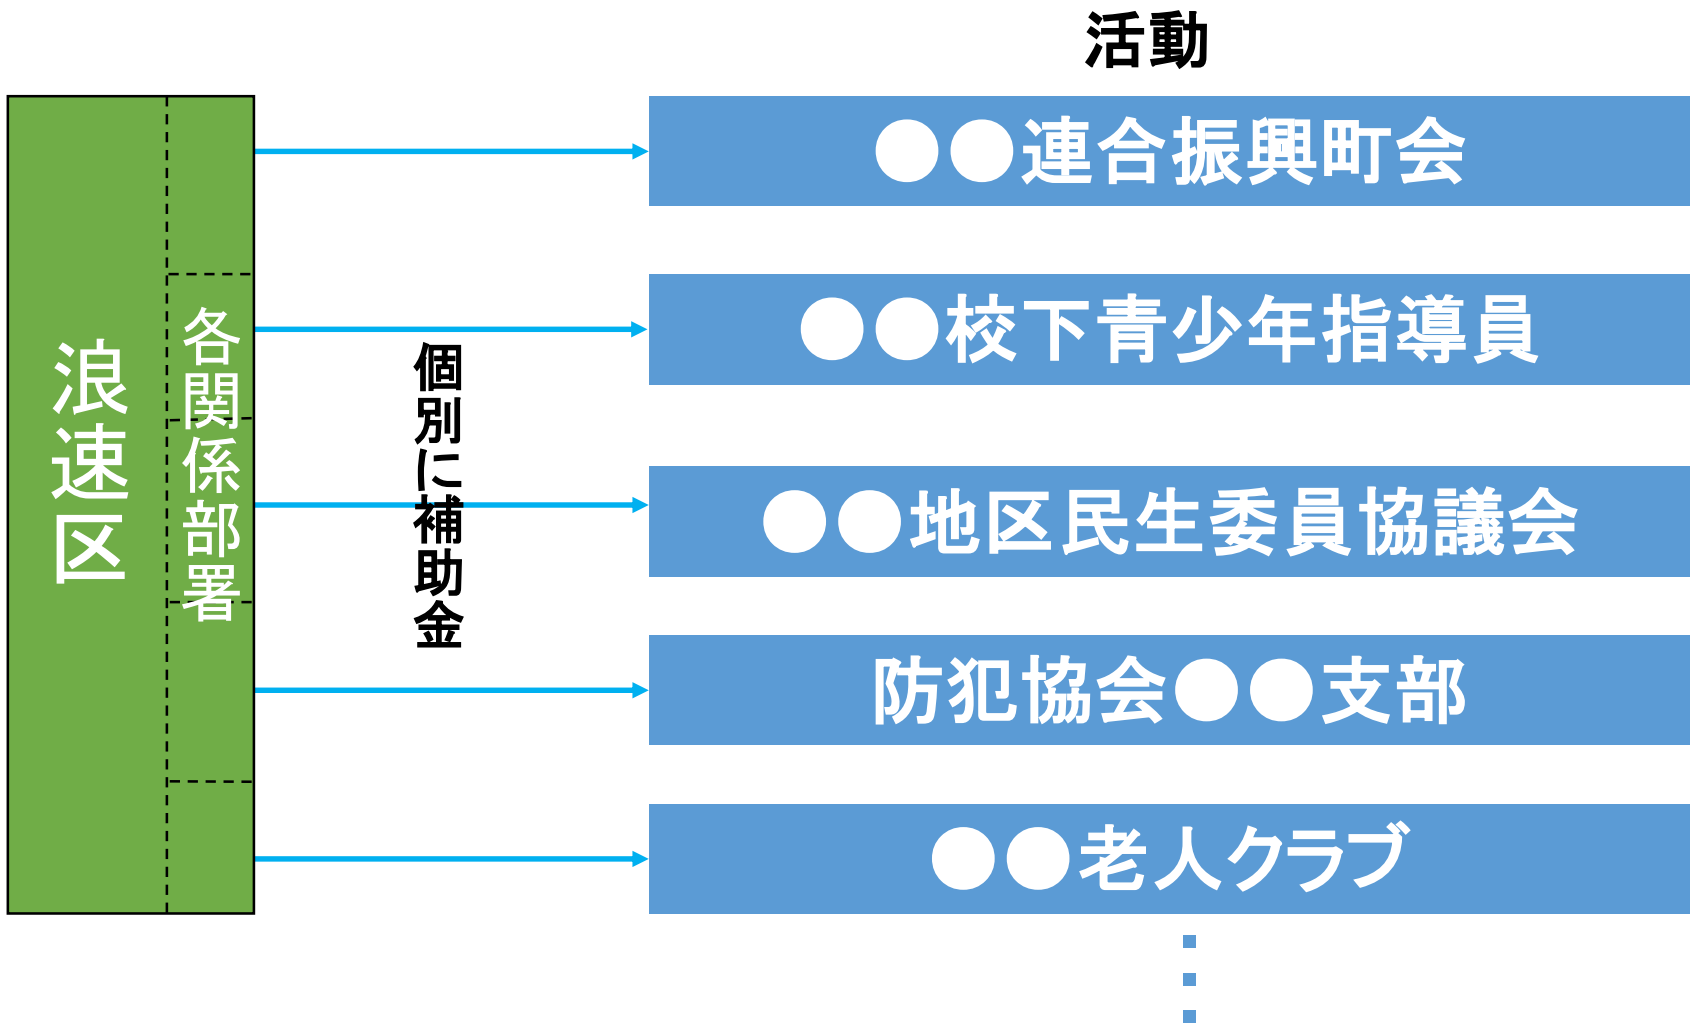 活動
浪速区
各関係部署
個別に補助金
●●連合振興町会
●●校下青少年指導員
●●地区民生委員協議会
防犯協会●●支部
●●老人クラブ